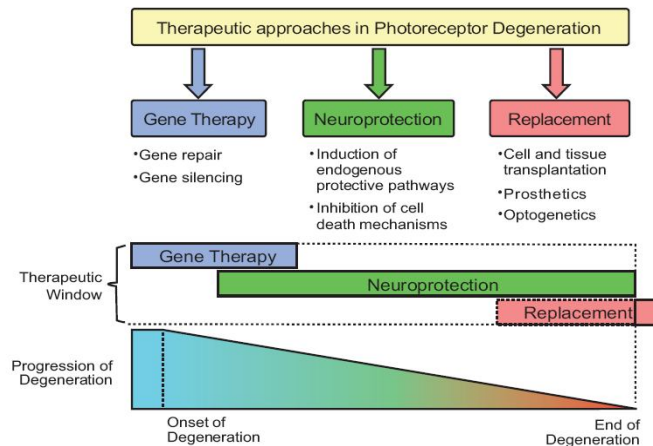 Therapeutic approaches in Photoreceptor Degeneration
Gene Therapy
Neuroprotection
Replacement
•Gene repair
•Gene silencing
•Induction of
endogenous
protective pathways
•Inhibition of cell
death mechanisms
•Cell and tissue
transplantation
•Prosthetics
•Optogenetics
Therapeutic
Window
Gene Therapy
Neuroprotection
Replacement
Progression of
Degeneration
Onset of
Degeneration
End of
Degeneration